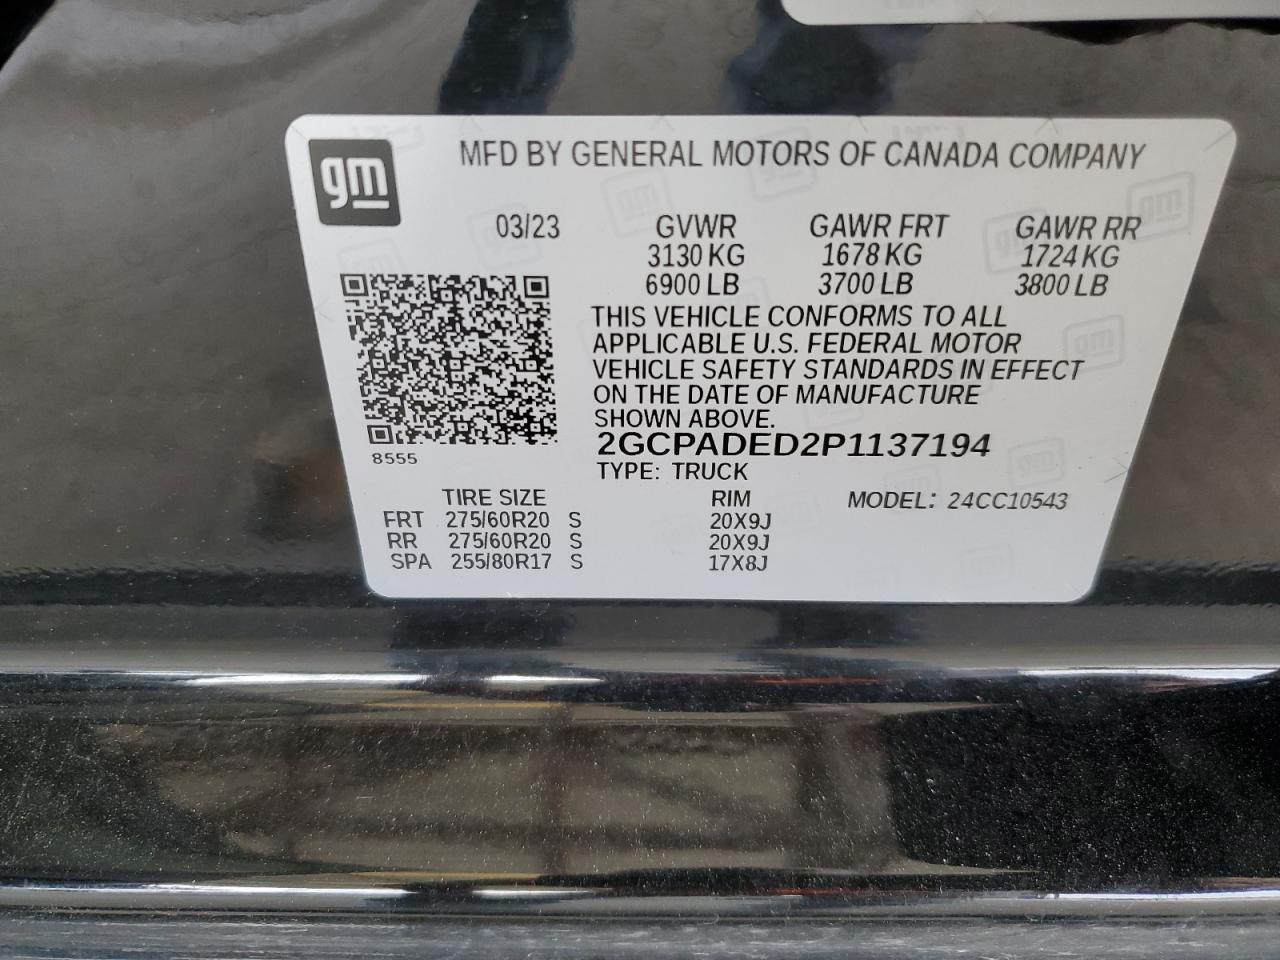 gm
MFD BY GENERAL MOTORS OF CANADA COMPANY
03/23 GVWR GAWR FRT GAWR RR
3130 KG 1678 KG 1724 KG
6900 LB 3700 LB 3800 LB
THIS VEHICLE CONFORMS TO ALL
APPLICABLE U.S. FEDERAL MOTOR
VEHICLE SAFETY STANDARDS IN EFFECT
ON THE DATE OF MANUFACTURE
SHOWN ABOVE.
2GCPADED2P1137194
8555
TYPE: TRUCK
TIRE SIZE RIM MODEL: 24CC10543
FRT 275/60R20 S 20X9J
RR 275/60R20 S 20X9J
SPA 255/80R17 S 17X8J